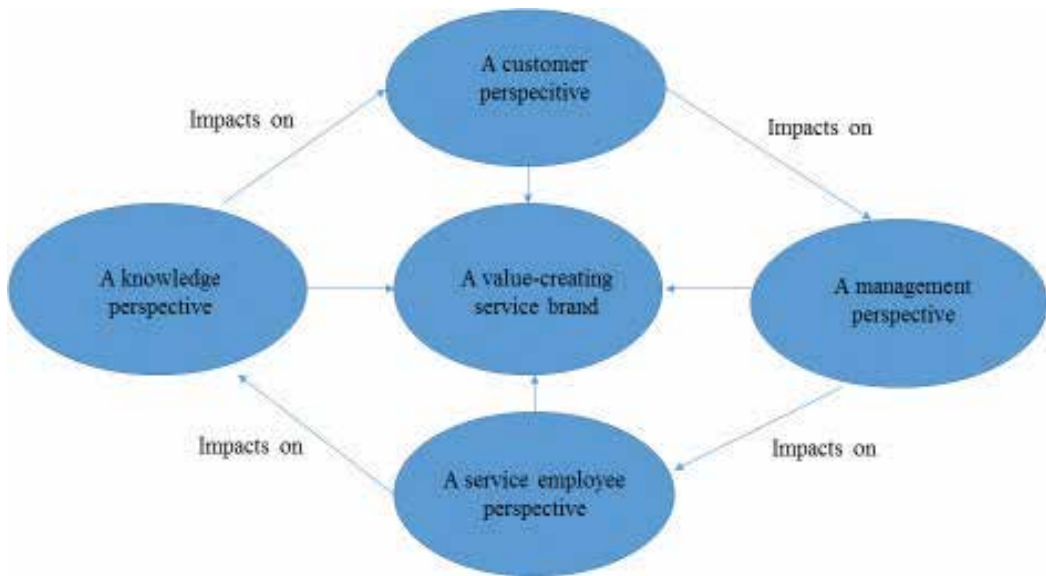 A customer
perspecitive
Impacts on
Impacts on
A knowledge
perspective
A value-creating
service brand
A management
perspective
Impacts on
Impacts on
A service employee
perspective